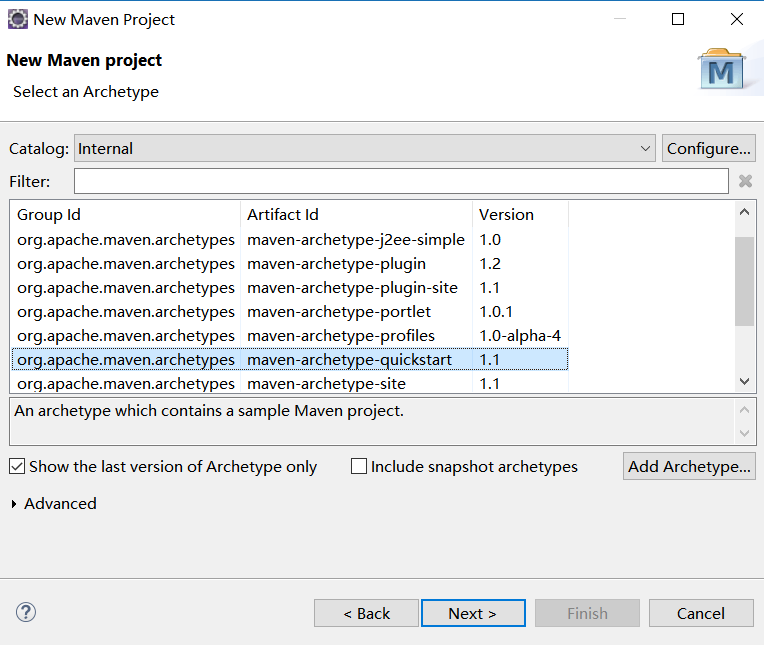 New Maven Project
New Maven project
Select an Archetype
M
Catalog: Internal Configure...
Filter:
Group Id Artifact Id Version
org.apache.maven.archetypes maven-archetype-j2ee-simple 1.0
org.apache.maven.archetypes maven-archetype-plugin 1.2
org.apache.maven.archetypes maven-archetype-plugin-site 1.1
org.apache.maven.archetypes maven-archetype-portlet 1.0.1
org.apache.maven.archetypes maven-archetype-profiles 1.0-alpha-4
org.apache.maven.archetypes maven-archetype-quickstart 1.1
org.apache.maven.archetypes maven-archetype-site 1.1
An archetype which contains a sample Maven project.
Show the last version of Archetype only Include snapshot archetypes Add Archetype...
Advanced
? < Back Next > Finish Cancel